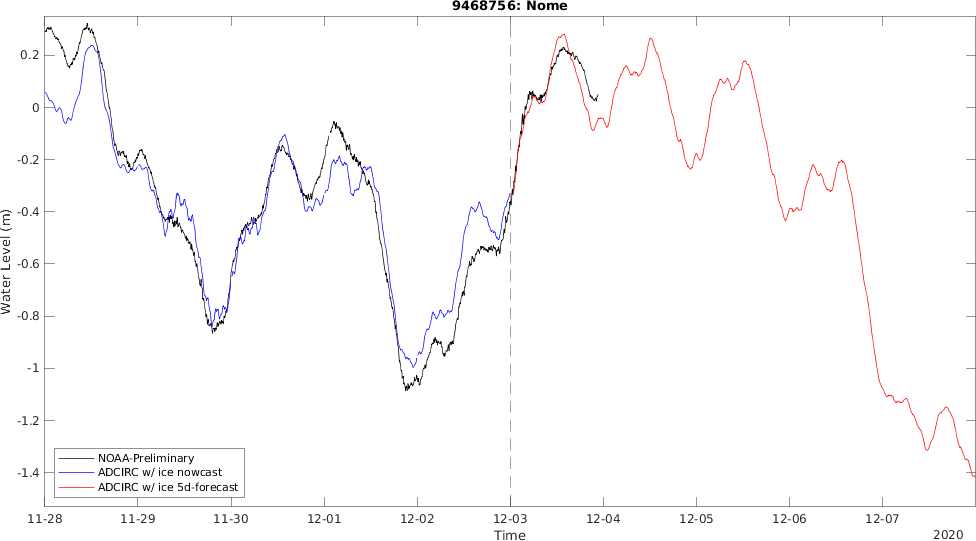 9468756: Nome
0.2
0
-0.2
-0.4
-0.6
-0.8
-1
-1.2
-1.4
Water Level (m)
NOAA-Preliminary
ADCIRC w/ ice nowcast
ADCIRC w/ ice 5d-forecast
11-28 11-29 11-30 12-01 12-02 12-03 12-04 12-05 12-06 12-07
Time
2020